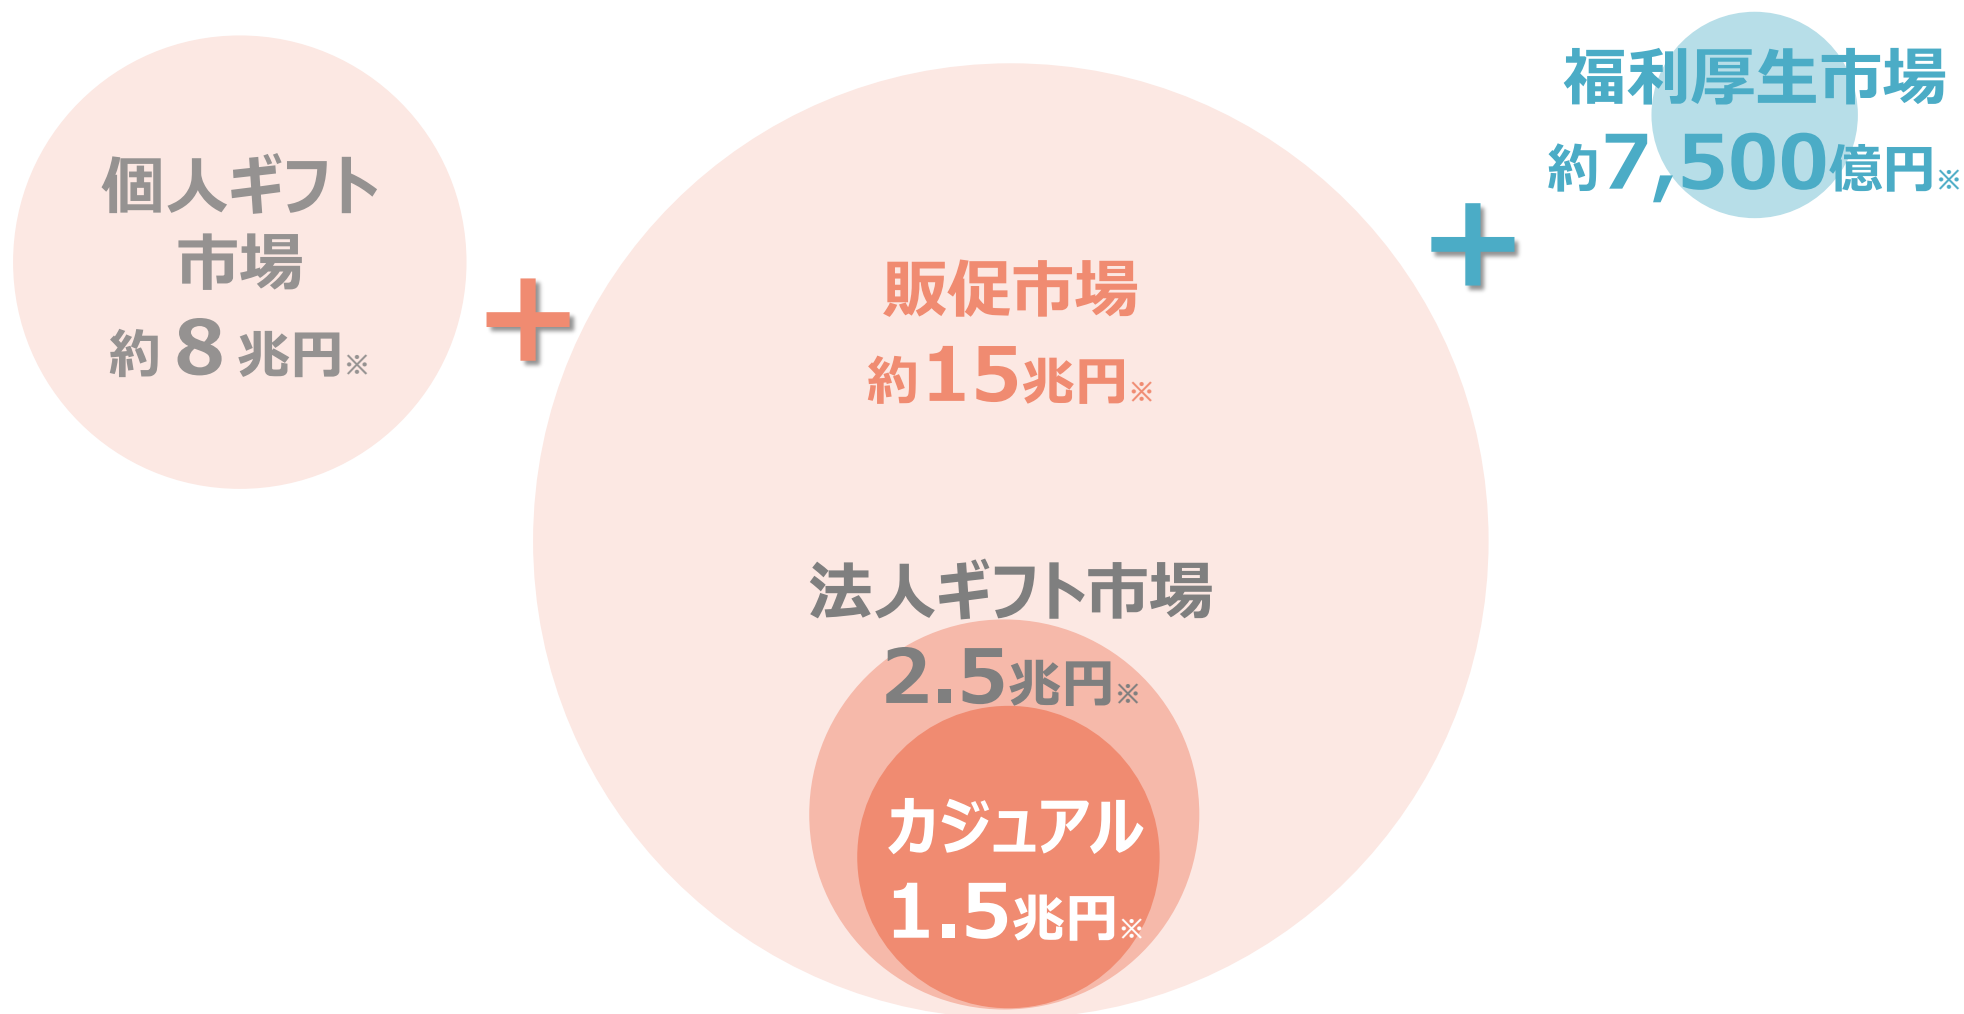 個人ギフト
市場
約８兆円※
+
販促市場
約15兆円※
法人ギフト市場
2.5兆円※
カジュアル
1.5兆円※
+
福利厚生市場
約7,500億円※